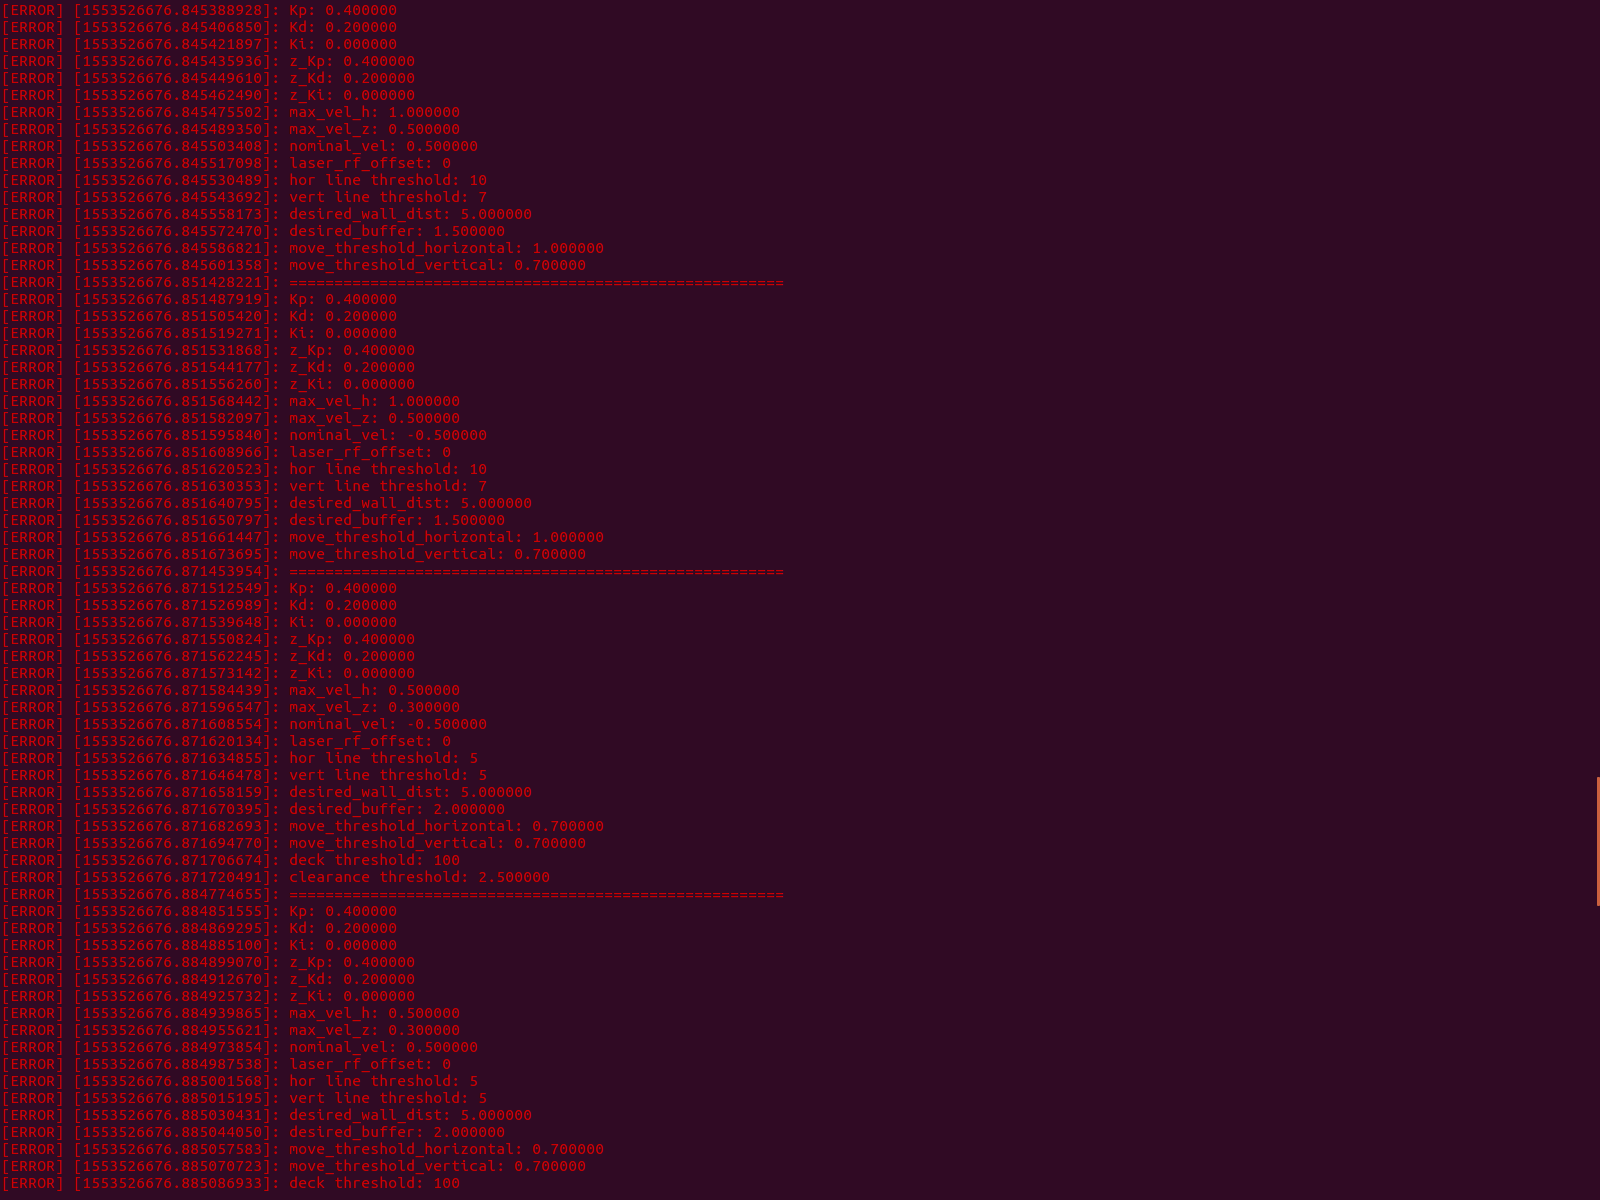 [ERROR] [1553526676.845388928]: Kp: 0.400000
[ERROR] [1553526676.845406850]: Kd: 0.200000
[ERROR] [1553526676.845421897]: Ki: 0.000000
[ERROR] [1553526676.845435936]: z_Kp: 0.400000
[ERROR] [1553526676.845449610]: z_Kd: 0.200000
[ERROR] [1553526676.845462490]: z_Ki: 0.000000
[ERROR] [1553526676.845475502]: max_vel_h: 1.000000
[ERROR] [1553526676.845489350]: max_vel_z: 0.500000
[ERROR] [1553526676.845503408]: nominal_vel: 0.500000
[ERROR] [1553526676.845517098]: laser_rf_offset: 0
[ERROR] [1553526676.845530489]: hor line threshold: 10
[ERROR] [1553526676.845543692]: vert line threshold: 7
[ERROR] [1553526676.845558173]: desired_wall_dist: 5.000000
[ERROR] [1553526676.845572470]: desired_buffer: 1.500000
[ERROR] [1553526676.845586821]: move_threshold_horizontal: 1.000000
[ERROR] [1553526676.845601358]: move_threshold_vertical: 0.700000
[ERROR] [1553526676.851428221]: =======================================================
[ERROR] [1553526676.851487919]: Kp: 0.400000
[ERROR] [1553526676.851505420]: Kd: 0.200000
[ERROR] [1553526676.851519271]: Ki: 0.000000
[ERROR] [1553526676.851531868]: z_Kp: 0.400000
[ERROR] [1553526676.851544177]: z_Kd: 0.200000
[ERROR] [1553526676.851556260]: z_Ki: 0.000000
[ERROR] [1553526676.851568442]: max_vel_h: 1.000000
[ERROR] [1553526676.851582097]: max_vel_z: 0.500000
[ERROR] [1553526676.851595840]: nominal_vel: -0.500000
[ERROR] [1553526676.851608966]: laser_rf_offset: 0
[ERROR] [1553526676.851620523]: hor line threshold: 10
[ERROR] [1553526676.851630353]: vert line threshold: 7
[ERROR] [1553526676.851640795]: desired_wall_dist: 5.000000
[ERROR] [1553526676.851650797]: desired_buffer: 1.500000
[ERROR] [1553526676.851661447]: move_threshold_horizontal: 1.000000
[ERROR] [1553526676.851673695]: move_threshold_vertical: 0.700000
[ERROR] [1553526676.871453954]: =======================================================
[ERROR] [1553526676.871512549]: Kp: 0.400000
[ERROR] [1553526676.871526989]: Kd: 0.200000
[ERROR] [1553526676.871539648]: Ki: 0.000000
[ERROR] [1553526676.871550824]: z_Kp: 0.400000
[ERROR] [1553526676.871562245]: z_Kd: 0.200000
[ERROR] [1553526676.871573142]: z_Ki: 0.000000
[ERROR] [1553526676.871584439]: max_vel_h: 0.500000
[ERROR] [1553526676.871596547]: max_vel_z: 0.300000
[ERROR] [1553526676.871608554]: nominal_vel: -0.500000
[ERROR] [1553526676.871620134]: laser_rf_offset: 0
[ERROR] [1553526676.871634855]: hor line threshold: 5
[ERROR] [1553526676.871646478]: vert line threshold: 5
[ERROR] [1553526676.871658159]: desired_wall_dist: 5.000000
[ERROR] [1553526676.871670395]: desired_buffer: 2.000000
[ERROR] [1553526676.871682693]: move_threshold_horizontal: 0.700000
[ERROR] [1553526676.871694770]: move_threshold_vertical: 0.700000
[ERROR] [1553526676.871706674]: deck threshold: 100
[ERROR] [1553526676.871720491]: clearance threshold: 2.500000
[ERROR] [1553526676.884774655]: =======================================================
[ERROR] [1553526676.884851555]: Kp: 0.400000
[ERROR] [1553526676.884869295]: Kd: 0.200000
[ERROR] [1553526676.884885100]: Ki: 0.000000
[ERROR] [1553526676.884899070]: z_Kp: 0.400000
[ERROR] [1553526676.884912670]: z_Kd: 0.200000
[ERROR] [1553526676.884925732]: z_Ki: 0.000000
[ERROR] [1553526676.884939865]: max_vel_h: 0.500000
[ERROR] [1553526676.884955621]: max_vel_z: 0.300000
[ERROR] [1553526676.884973854]: nominal_vel: 0.500000
[ERROR] [1553526676.884987538]: laser_rf_offset: 0
[ERROR] [1553526676.885001568]: hor line threshold: 5
[ERROR] [1553526676.885015195]: vert line threshold: 5
[ERROR] [1553526676.885030431]: desired_wall_dist: 5.000000
[ERROR] [1553526676.885044050]: desired_buffer: 2.000000
[ERROR] [1553526676.885057583]: move_threshold_horizontal: 0.700000
[ERROR] [1553526676.885070723]: move_threshold_vertical: 0.700000
[ERROR] [1553526676.885086933]: deck threshold: 100